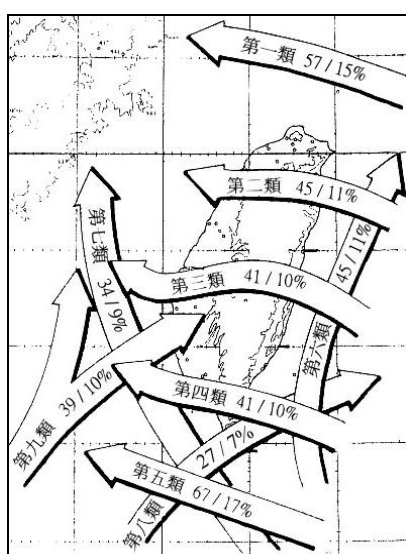 第一類 57/15%
第二類 45/11%
第三類 41/10%
第四類 41/10%
第五類 67/17%
第六類 45/11%
第七類 34/9%
第八類 27/7%
第九類 39/10%